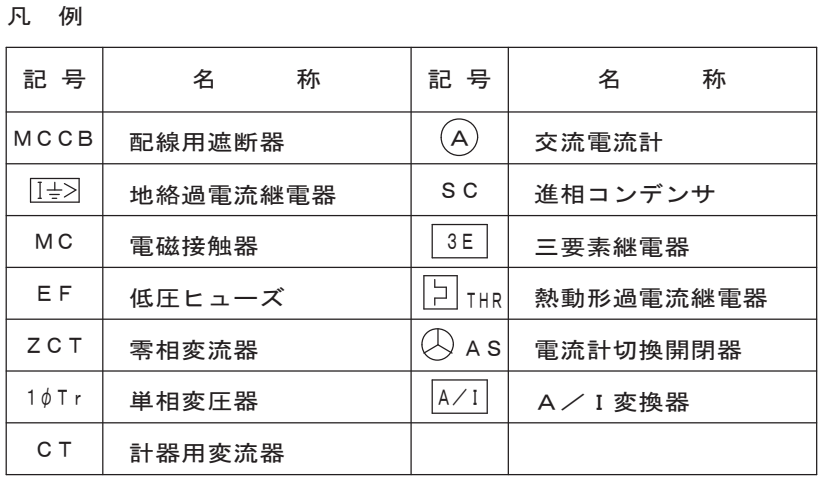 凡 例
記号 名 称 記号 名 称
MCCB 配線用遮断器 A 交流電流計
I⏚> 地絡過電流継電器 SC 進相コンデンサ
MC 電磁接触器 3E 三要素継電器
EF 低圧ヒューズ THR 熱動形過電流継電器
ZCT 零相変流器 AS 電流計切換開閉器
1φTr 単相変圧器 A/I A/I変換器
CT 計器用変流器